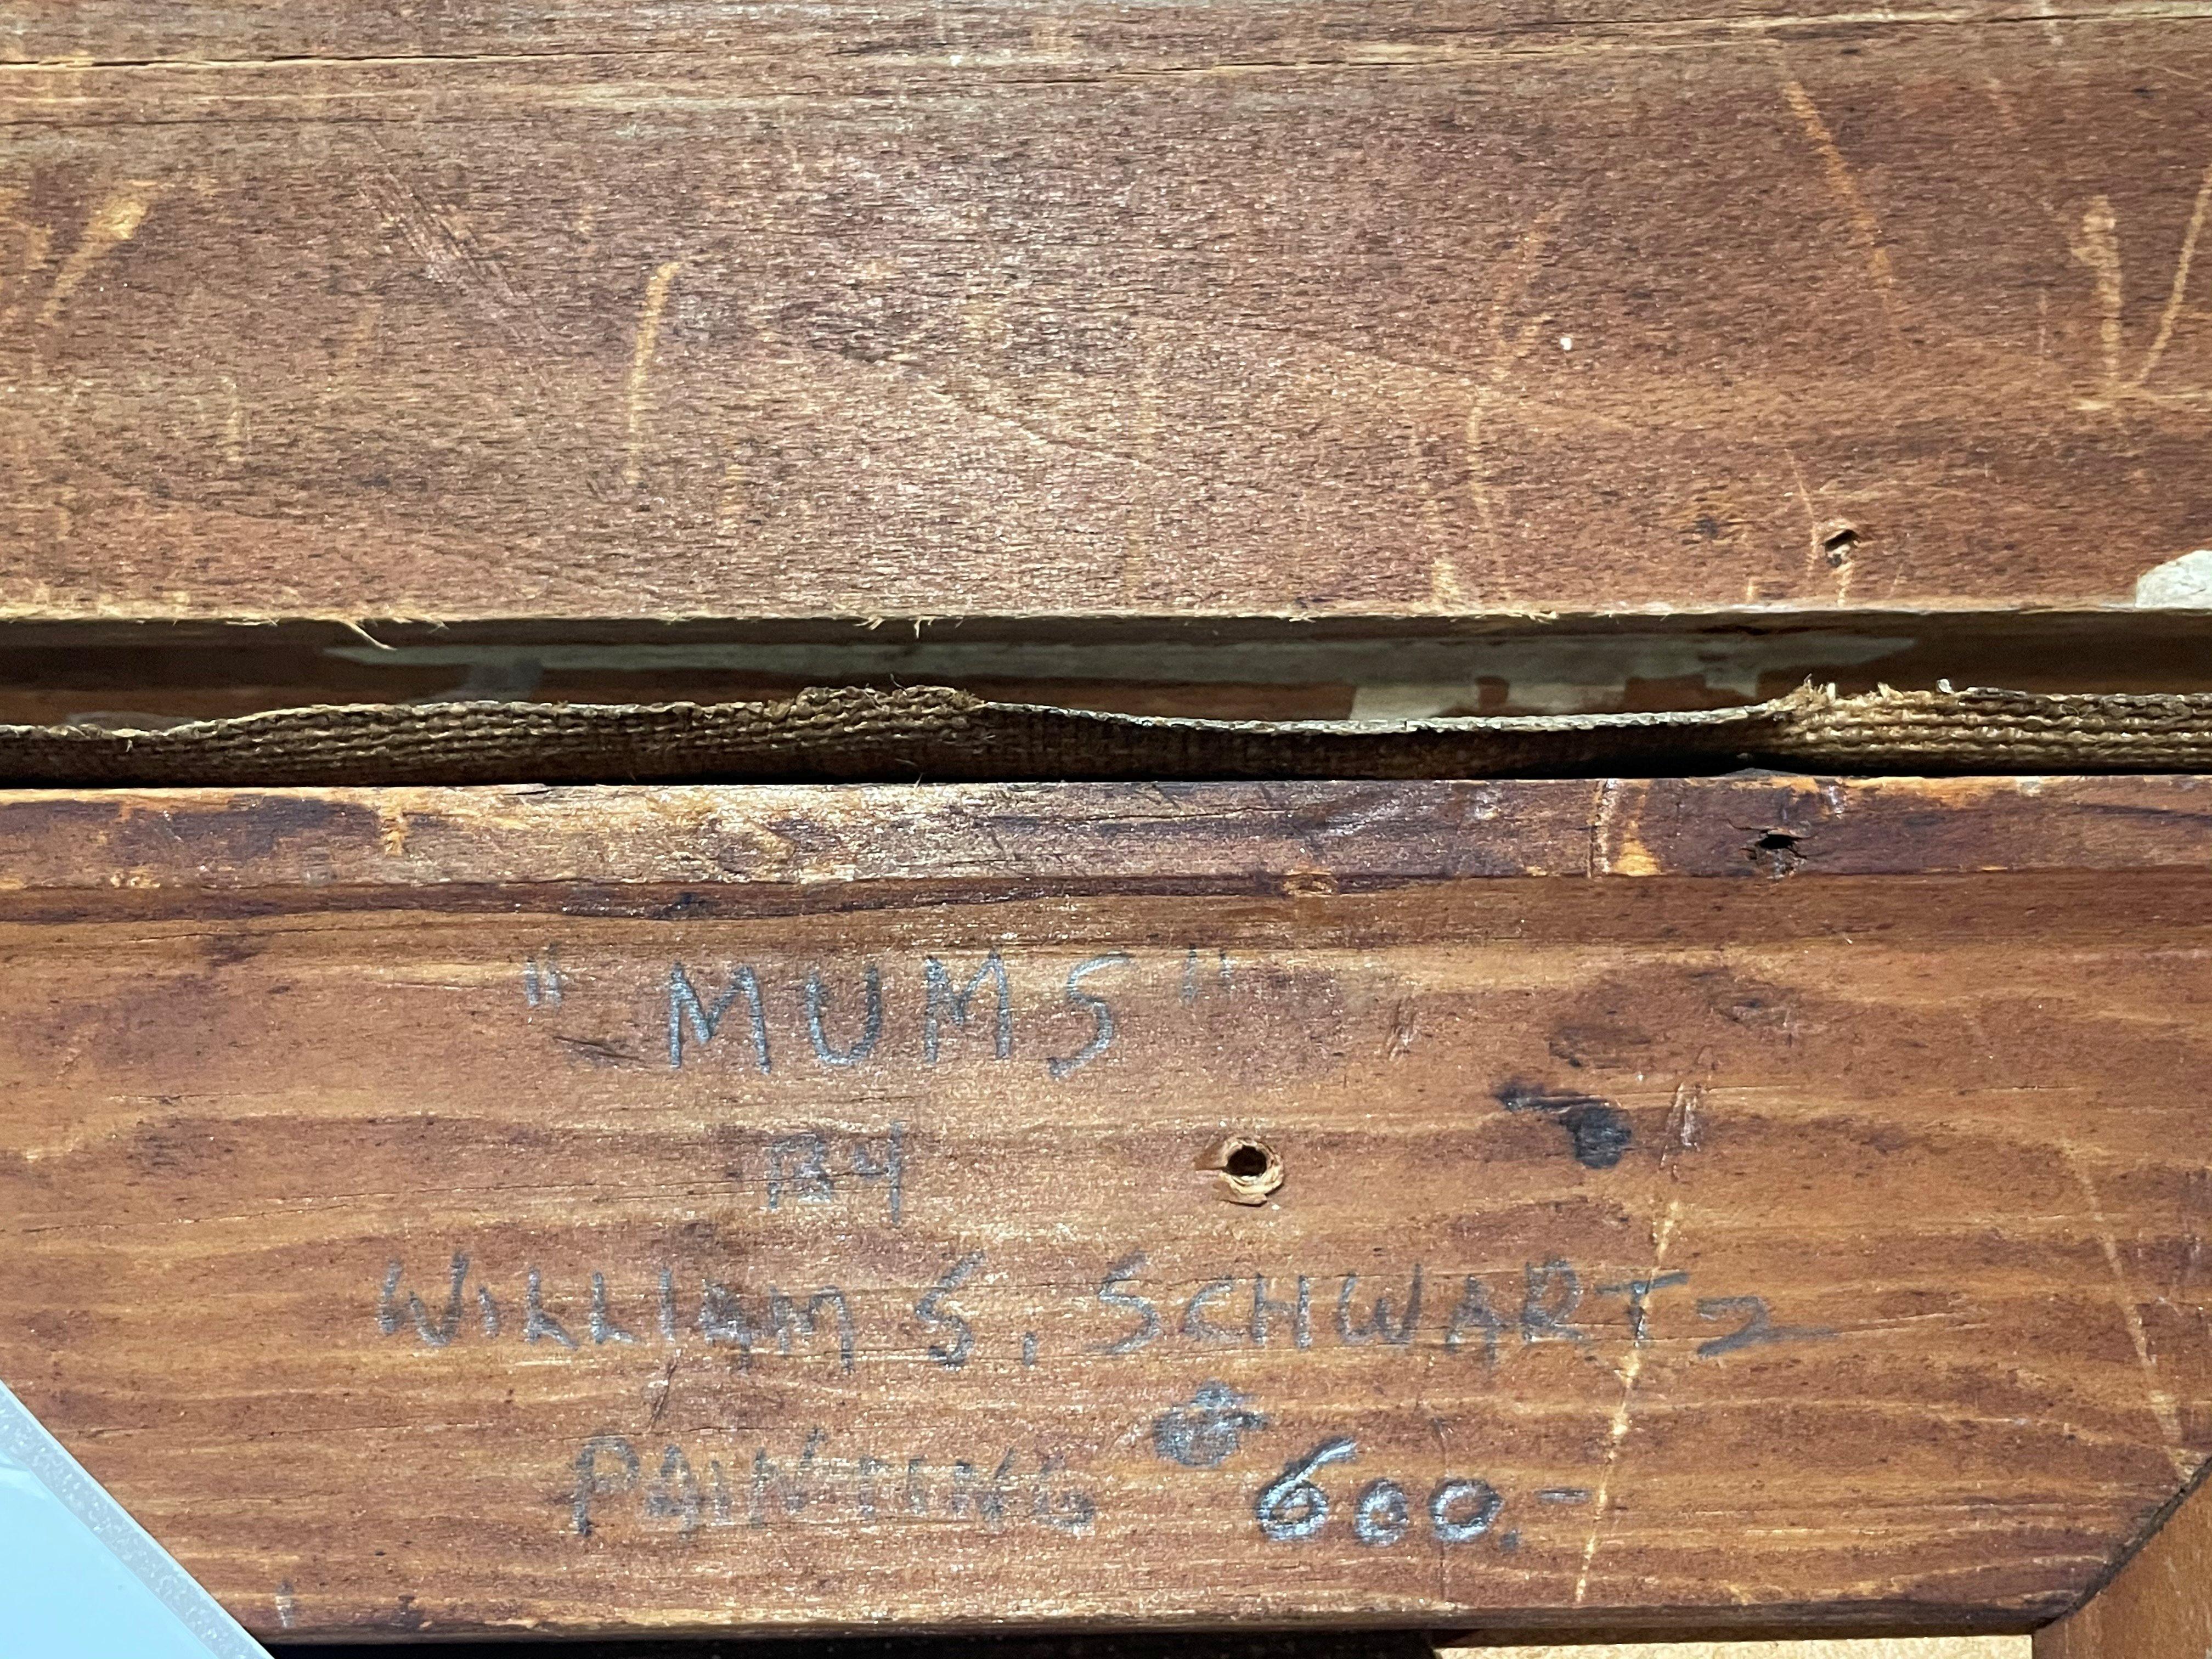 "MUMS"
BY
WILLIAM S. SCHWARTZ
PAINTING $600.-